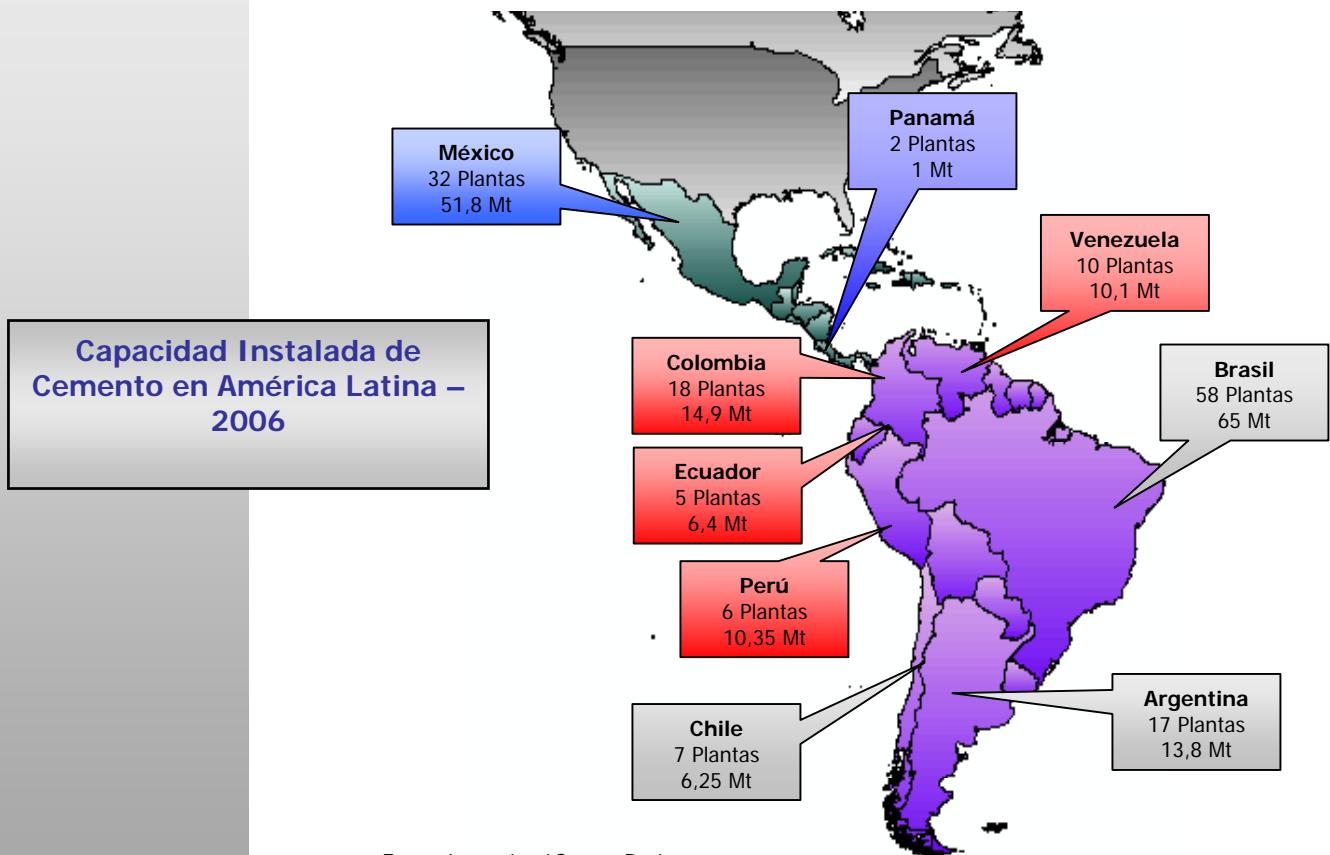 Capacidad Instalada de
Cemento en América Latina –
2006
México
32 Plantas
51,8 Mt
Panamá
2 Plantas
1 Mt
Venezuela
10 Plantas
10,1 Mt
Colombia
18 Plantas
14,9 Mt
Brasil
58 Plantas
65 Mt
Ecuador
5 Plantas
6,4 Mt
Perú
6 Plantas
10,35 Mt
Chile
7 Plantas
6,25 Mt
Argentina
17 Plantas
13,8 Mt